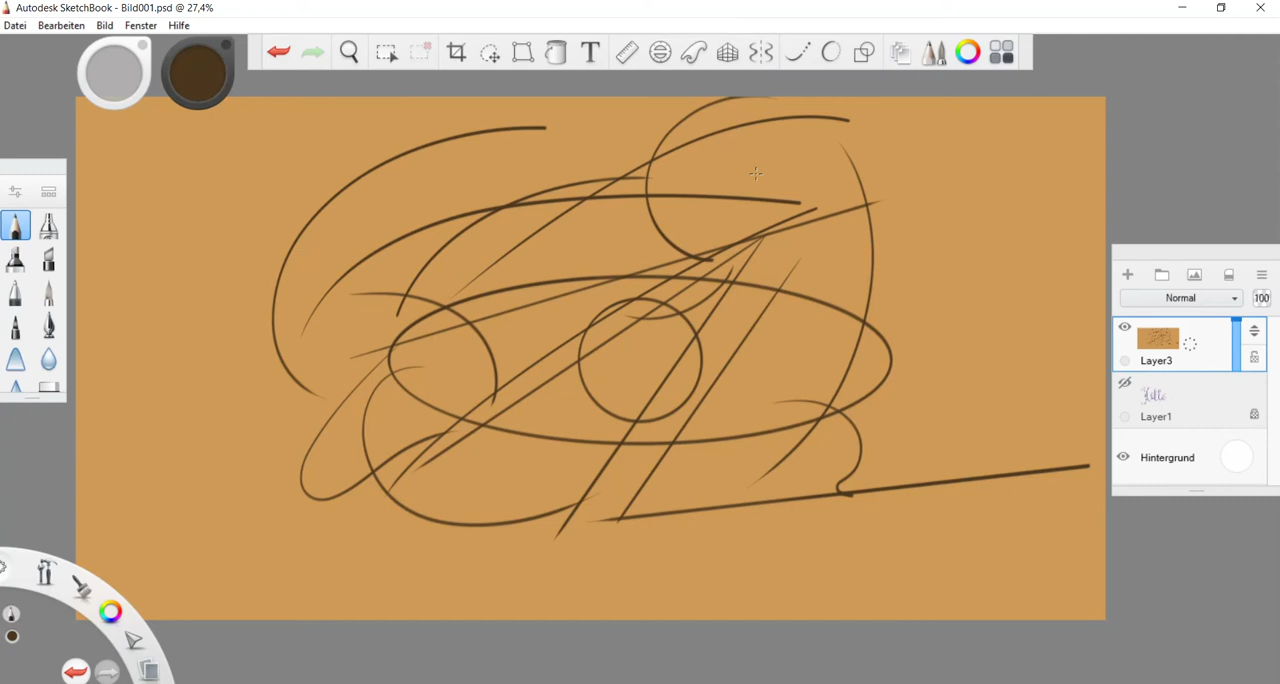 Autodesk SketchBook - Bild001.psd @ 27,4%
Datei Bearbeiten Bild Fenster Hilfe
T
Normal 100
Layer3
Layer1
Hintergrund